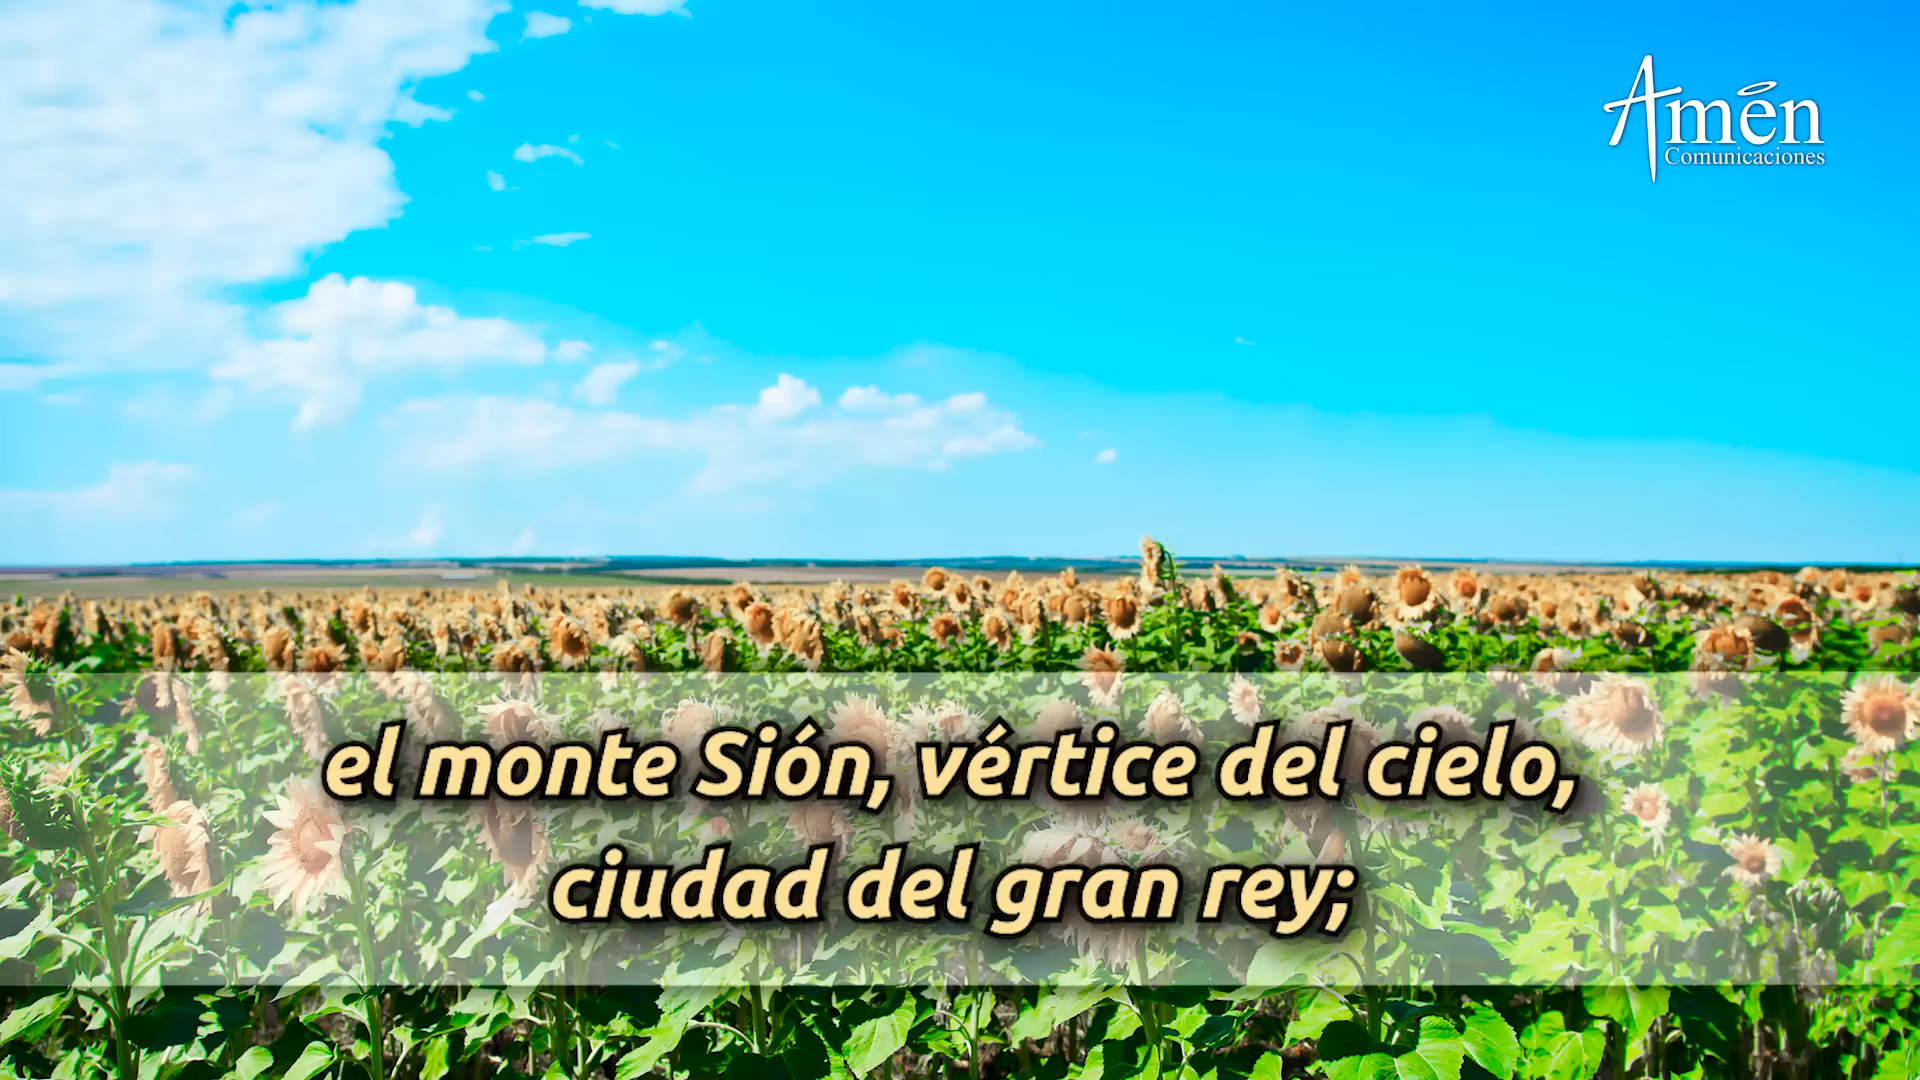 Amén
Comunicaciones
el monte Sión, vértice del cielo,
ciudad del gran rey;